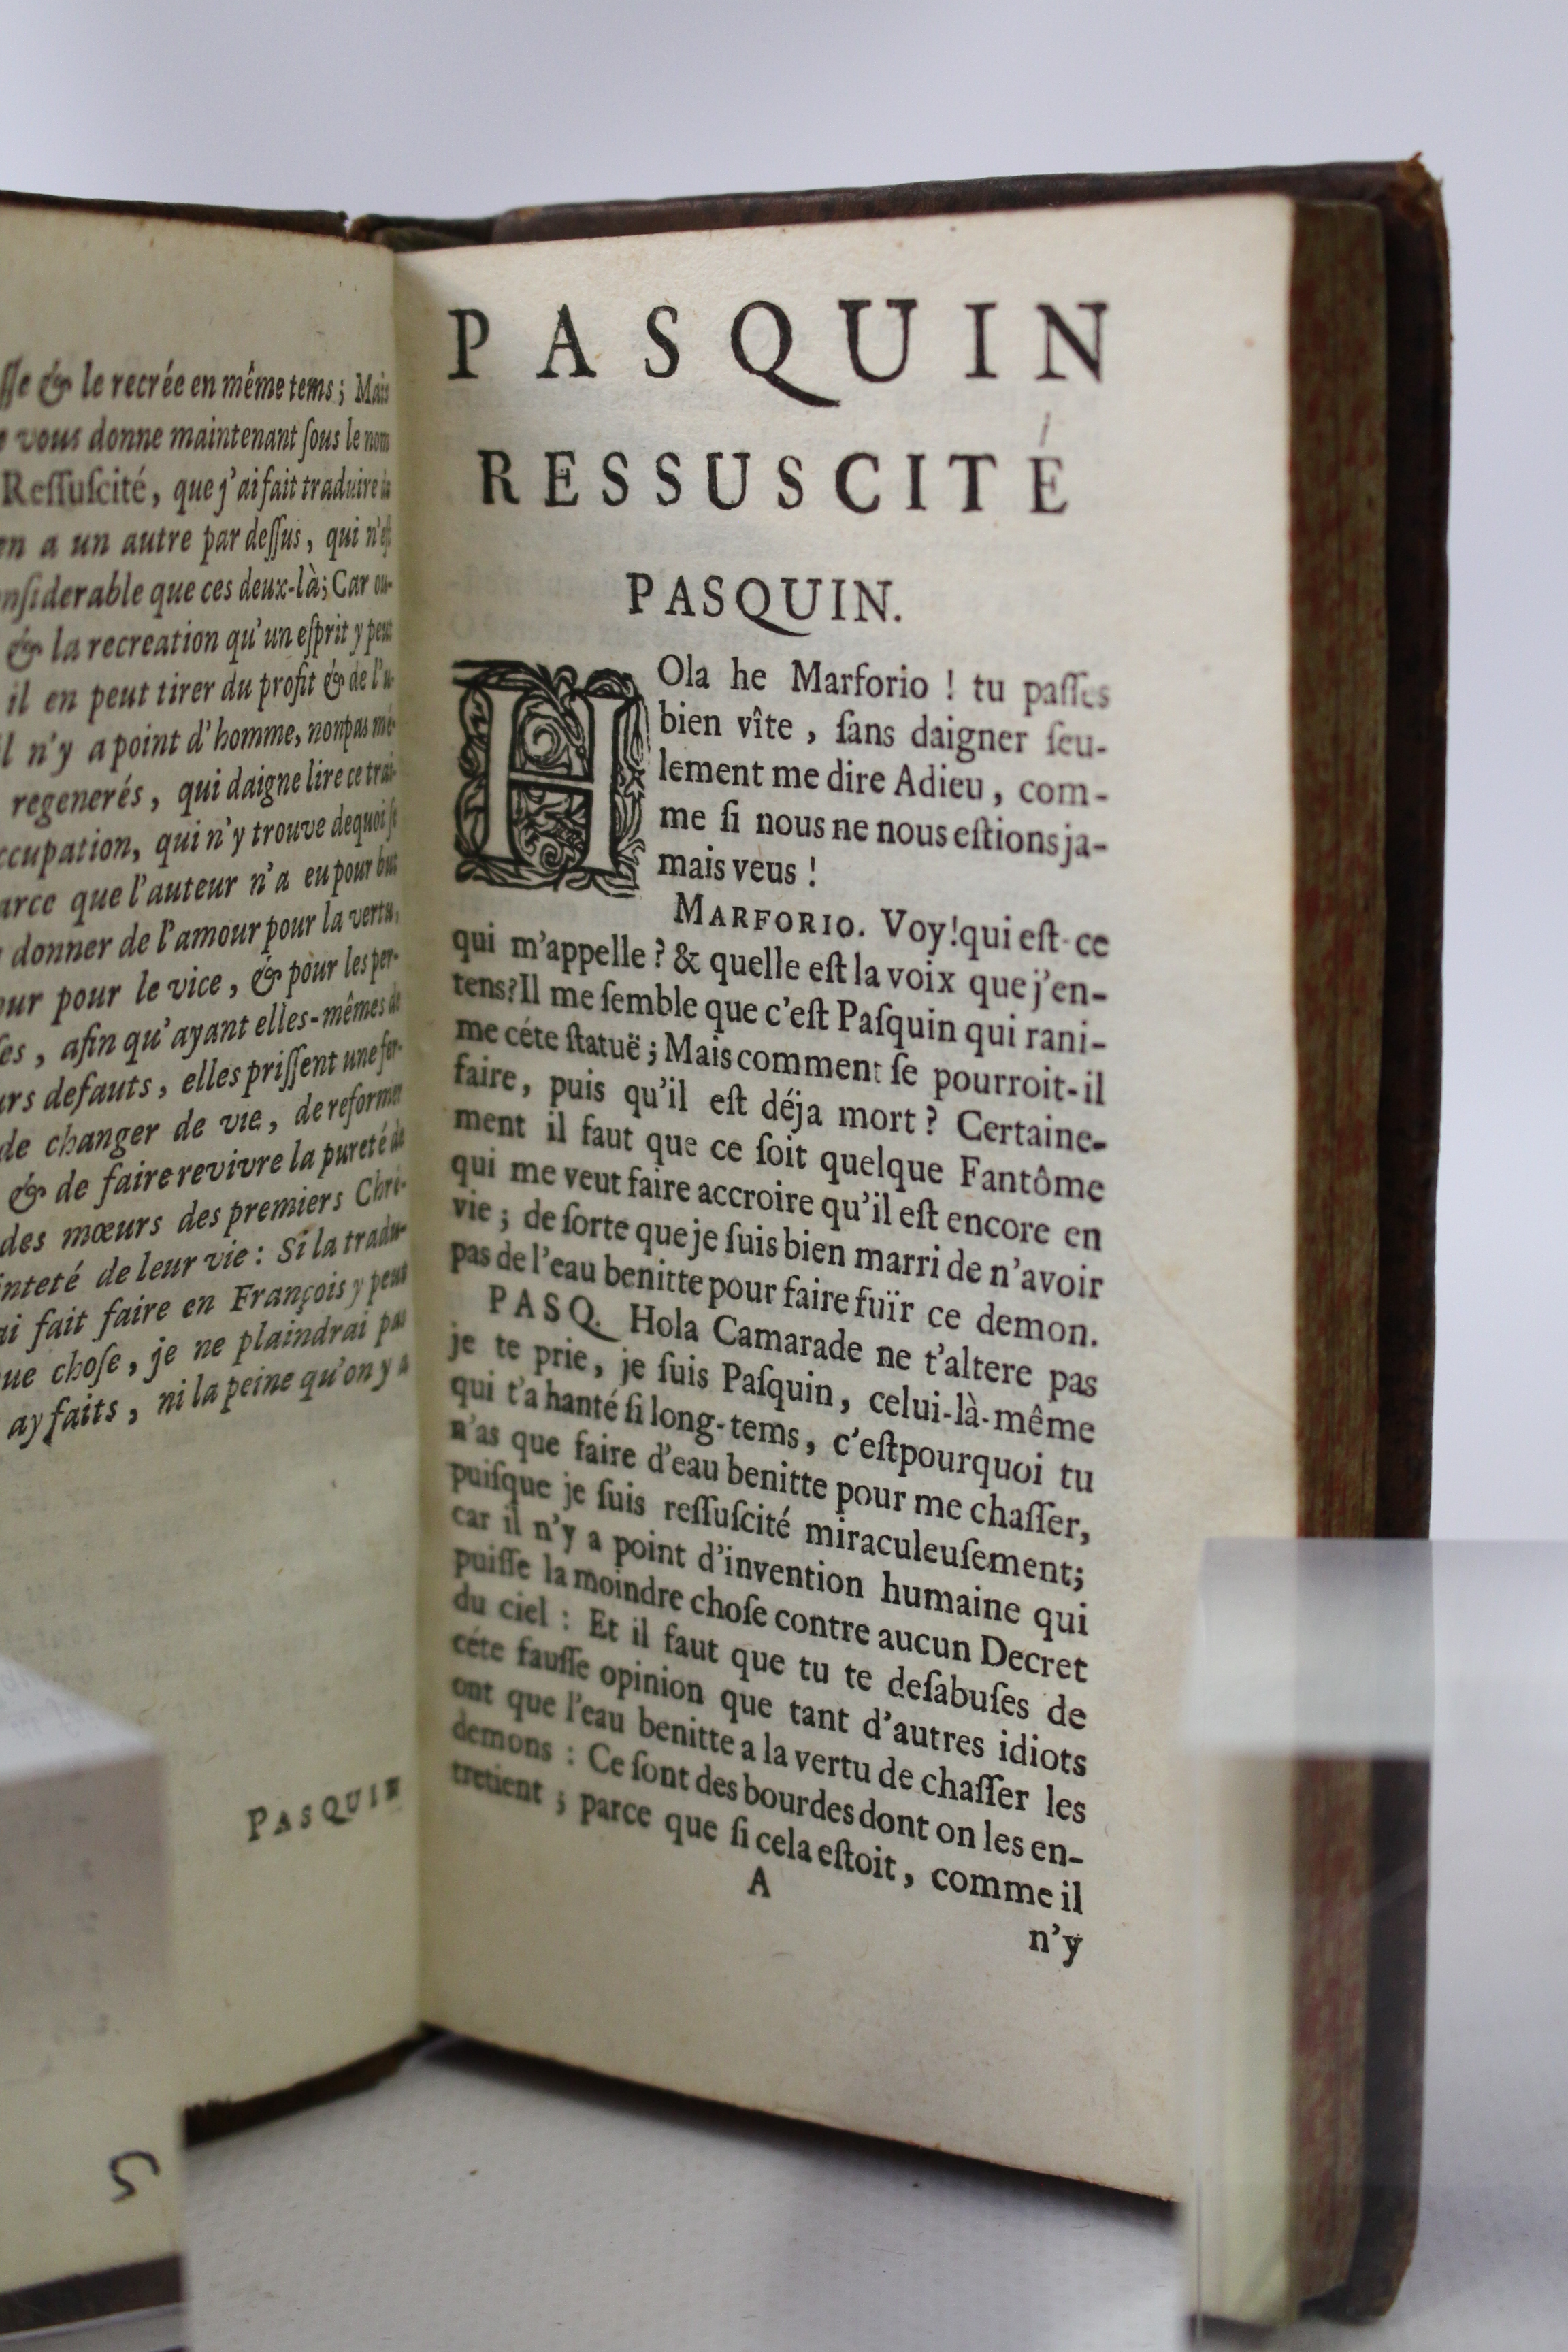 & le recrée en même tems; Mais
vous donne maintenant ſous le nom
Reſſuſcité, que j'ai fait traduire
en a un autre par deſſus, qui n'eſt
que ces deux-là; Car ou-
& la recreation qu'un eſprit y peut
il en peut tirer du profit & de l'u-
n'y a point d'homme, non pas mê-
regenerés, qui daigne lire ce trai-
qui n'y trouve dequoi ſe
que l'auteur n'a eu pour but
donner de l'amour pour la vertu,
pour le vice, & pour les per-
afin qu'ayant elles-mêmes
defauts, elles priſſent une fer-
de changer de vie, de reformer
& de faire revivre la pureté de
des mœurs des premiers Chré-
de leur vie: Si la traduc-
fait faire en François y peut
choſe, je ne plaindrai pas
ay faits, ni la peine qu'on y a
PASQUIN
5
PASQUIN
RESSUSCITÉ
PASQUIN.
HOla he Marforio ! tu paſſes
bien vîte, ſans daigner ſeu-
lement me dire Adieu, com-
me ſi nous ne nous eſtions ja-
mais veus !
MARFORIO. Voy! qui eſt-ce
qui m'appelle? & quelle eſt la voix que j'en-
tens? Il me ſemble que c'eſt Paſquin qui rani-
me céte ſtatuë; Mais comment ſe pourroit-il
faire, puis qu'il eſt déja mort? Certaine-
ment il faut que ce ſoit quelque Fantôme
qui me veut faire accroire qu'il eſt encore en
vie; de ſorte que je ſuis bien marri de n'avoir
pas de l'eau benitte pour faire fuïr ce demon.
PASQ. Hola Camarade ne t'altere pas
je te prie, je ſuis Paſquin, celui-là-même
qui t'a hanté ſi long-tems, c'eſtpourquoi tu
n'as que faire d'eau benitte pour me chaſſer,
puiſque je ſuis reſſuſcité miraculeuſement;
car il n'y a point d'invention humaine qui
puiſſe la moindre choſe contre aucun Decret
du ciel : Et il faut que tu te deſabuſes de
céte fauſſe opinion que tant d'autres idiots
ont que l'eau benitte a la vertu de chaſſer les
demons : Ce ſont des bourdes dont on les en-
tretient; parce que ſi cela eſtoit, comme il
A
n'y